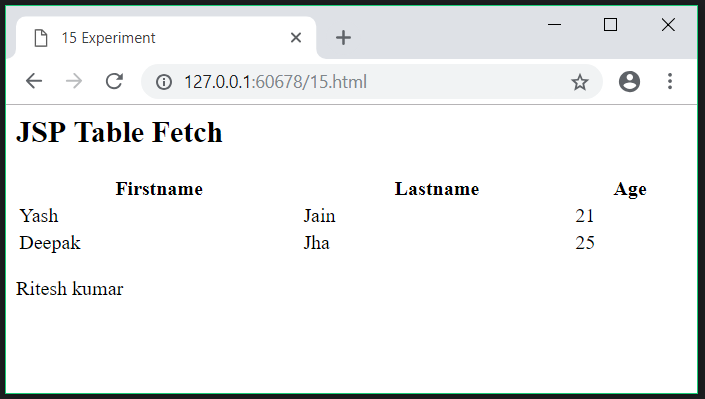 15 Experiment
127.0.0.1:60678/15.html
JSP Table Fetch
Firstname Lastname Age
Yash Jain 21
Deepak Jha 25
Ritesh kumar